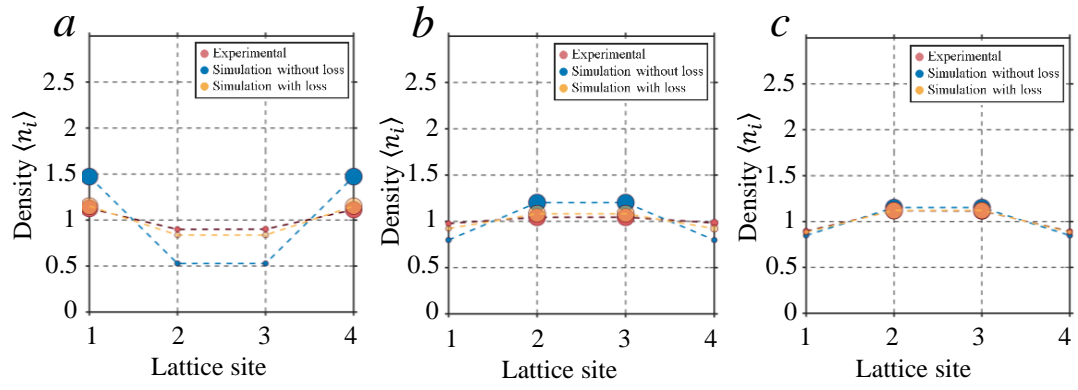 a
Density ⟨nᵢ⟩
2.5
2
1.5
1
0.5
0
1 2 3 4
Lattice site
Experimental
Simulation without loss
Simulation with loss
b
Density ⟨nᵢ⟩
2.5
2
1.5
1
0.5
0
1 2 3 4
Lattice site
Experimental
Simulation without loss
Simulation with loss
c
Density ⟨nᵢ⟩
2.5
2
1.5
1
0.5
0
1 2 3 4
Lattice site
Experimental
Simulation without loss
Simulation with loss